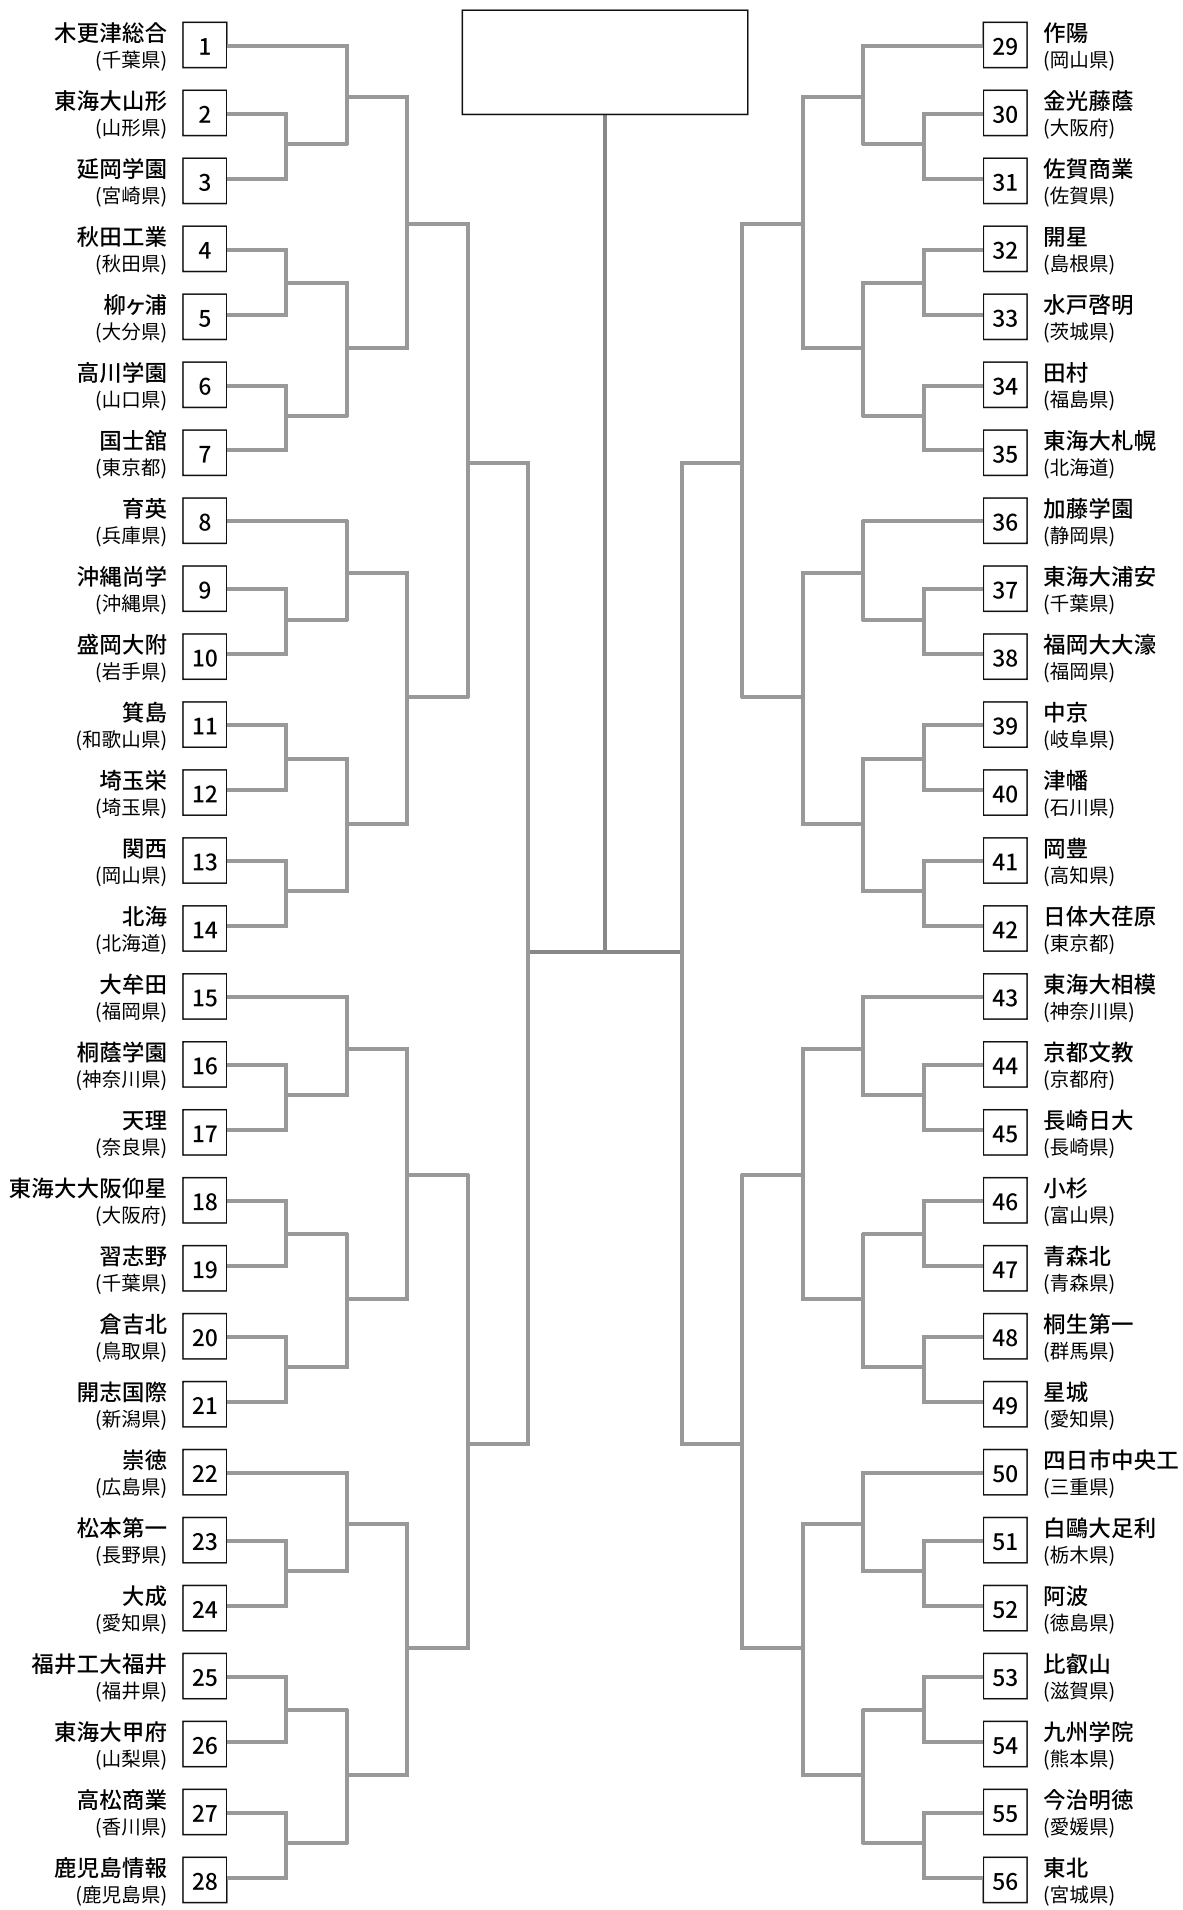 木更津総合
(千葉県)
1
東海大山形
(山形県)
2
延岡学園
(宮崎県)
3
秋田工業
(秋田県)
4
柳ヶ浦
(大分県)
5
高川学園
(山口県)
6
国士舘
(東京都)
7
育英
(兵庫県)
8
沖縄尚学
(沖縄県)
9
盛岡大附
(岩手県)
10
箕島
(和歌山県)
11
埼玉栄
(埼玉県)
12
関西
(岡山県)
13
北海
(北海道)
14
大牟田
(福岡県)
15
桐蔭学園
(神奈川県)
16
天理
(奈良県)
17
東海大大阪仰星
(大阪府)
18
習志野
(千葉県)
19
倉吉北
(鳥取県)
20
開志国際
(新潟県)
21
崇徳
(広島県)
22
松本第一
(長野県)
23
大成
(愛知県)
24
福井工大福井
(福井県)
25
東海大甲府
(山梨県)
26
高松商業
(香川県)
27
鹿児島情報
(鹿児島県)
28
29
作陽
(岡山県)
30
金光藤蔭
(大阪府)
31
佐賀商業
(佐賀県)
32
開星
(島根県)
33
水戸啓明
(茨城県)
34
田村
(福島県)
35
東海大札幌
(北海道)
36
加藤学園
(静岡県)
37
東海大浦安
(千葉県)
38
福岡大大濠
(福岡県)
39
中京
(岐阜県)
40
津幡
(石川県)
41
岡豊
(高知県)
42
日体大荏原
(東京都)
43
東海大相模
(神奈川県)
44
京都文教
(京都府)
45
長崎日大
(長崎県)
46
小杉
(富山県)
47
青森北
(青森県)
48
桐生第一
(群馬県)
49
星城
(愛知県)
50
四日市中央工
(三重県)
51
白鷗大足利
(栃木県)
52
阿波
(徳島県)
53
比叡山
(滋賀県)
54
九州学院
(熊本県)
55
今治明徳
(愛媛県)
56
東北
(宮城県)